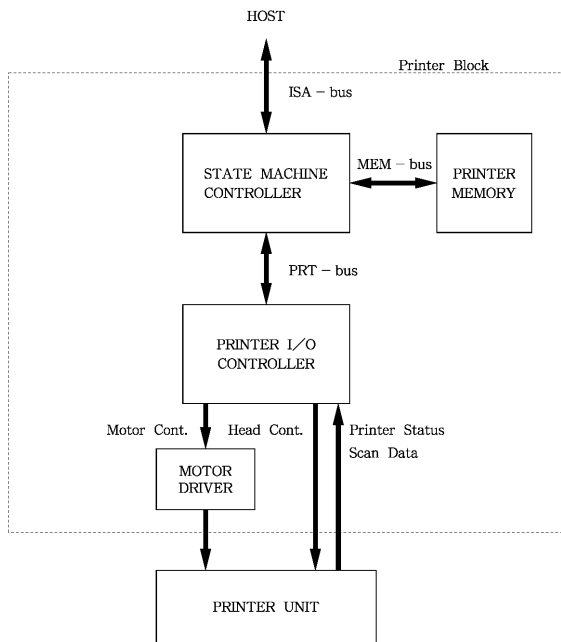 HOST
Printer Block
ISA－bus
STATE MACHINE
CONTROLLER
MEM－bus
PRINTER
MEMORY
PRT－bus
PRINTER I／O
CONTROLLER
Motor Cont.
Head Cont.
Printer Status
Scan Data
MOTOR
DRIVER
PRINTER UNIT